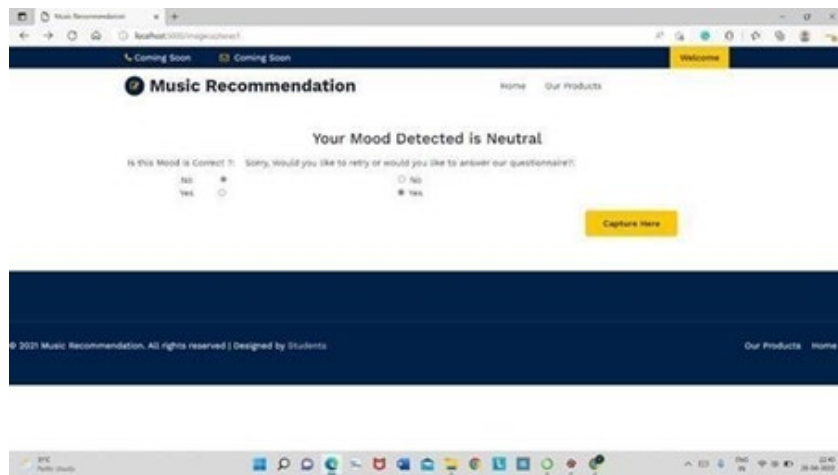 Music Recommendation
Coming Soon
Coming Soon
Welcome
Music Recommendation
Home
Our Products
Your Mood Detected is Neutral
Is this Mood is Correct ?:
Sorry, Would you like to retry or would you like to answer our questionnaire?:
No
No
Yes
Yes
Capture Here
© 2021 Music Recommendation. All rights reserved | Designed by Students
Our Products
Home